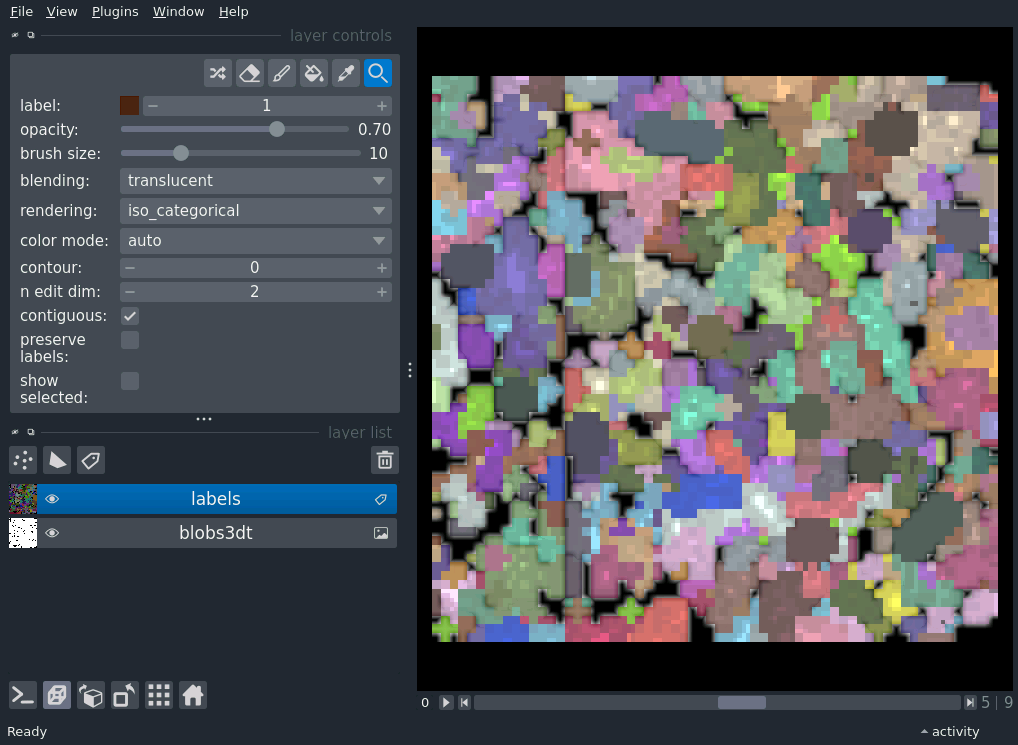 File View Plugins Window Help
layer controls
label: 1
opacity: 0.70
brush size: 10
blending: translucent
rendering: iso_categorical
color mode: auto
contour: 0
n edit dim: 2
contiguous:
preserve
labels:
show
selected:
layer list
labels
blobs3dt
0 5 | 9
Ready activity